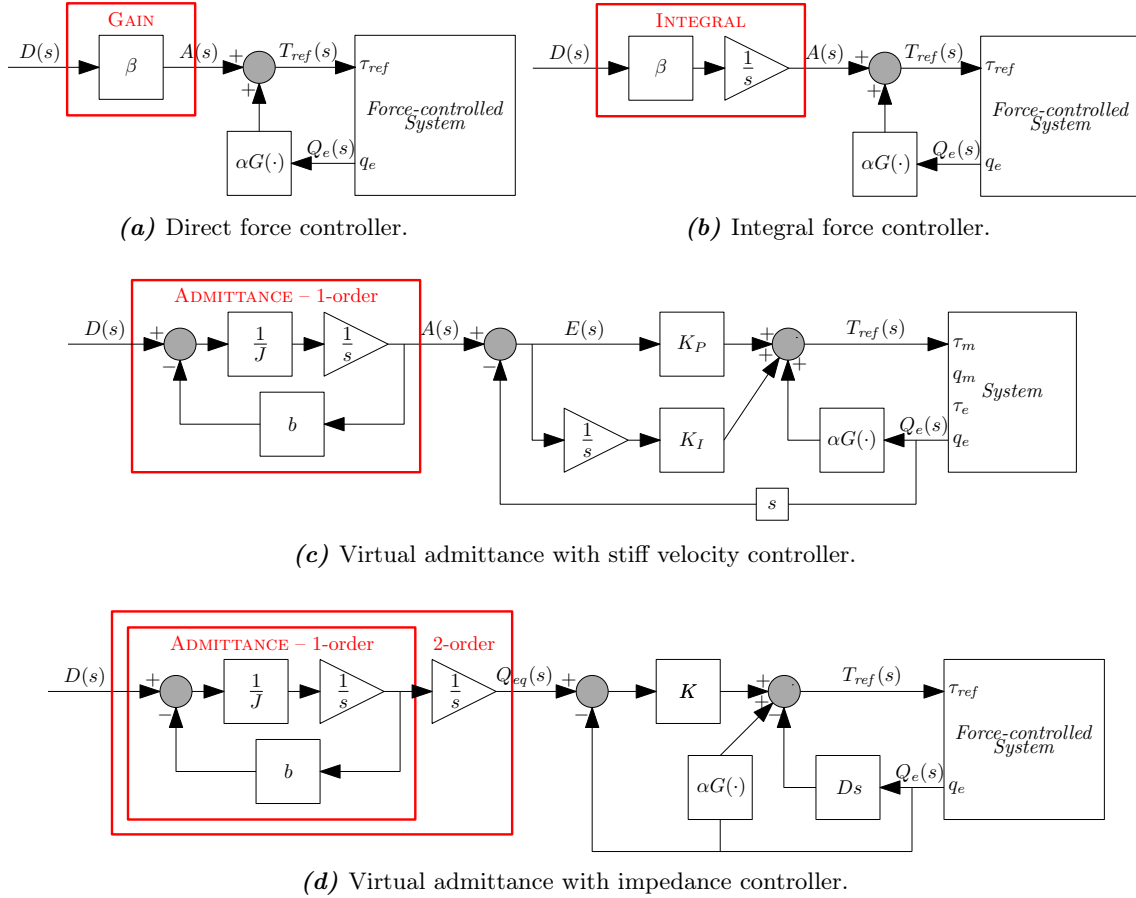 GAIN
D(s)
β
A(s)
+
+
T_ref(s)
τ_ref
Force-controlled
System
αG(·)
Q_e(s)
q_e
(a) Direct force controller.
INTEGRAL
D(s)
β
1/s
A(s)
+
+
T_ref(s)
τ_ref
Force-controlled
System
αG(·)
Q_e(s)
q_e
(b) Integral force controller.
ADMITTANCE – 1-order
D(s)
+
−
1/J
1/s
b
A(s)
+
−
E(s)
K_P
1/s
K_I
+
+
+
T_ref(s)
αG(·)
Q_e(s)
s
τ_m
q_m
System
τ_e
q_e
(c) Virtual admittance with stiff velocity controller.
ADMITTANCE – 1-order
2-order
D(s)
+
−
1/J
1/s
b
1/s
Q_eq(s)
+
−
K
+
+
−
T_ref(s)
αG(·)
Ds
Q_e(s)
τ_ref
Force-controlled
System
q_e
(d) Virtual admittance with impedance controller.